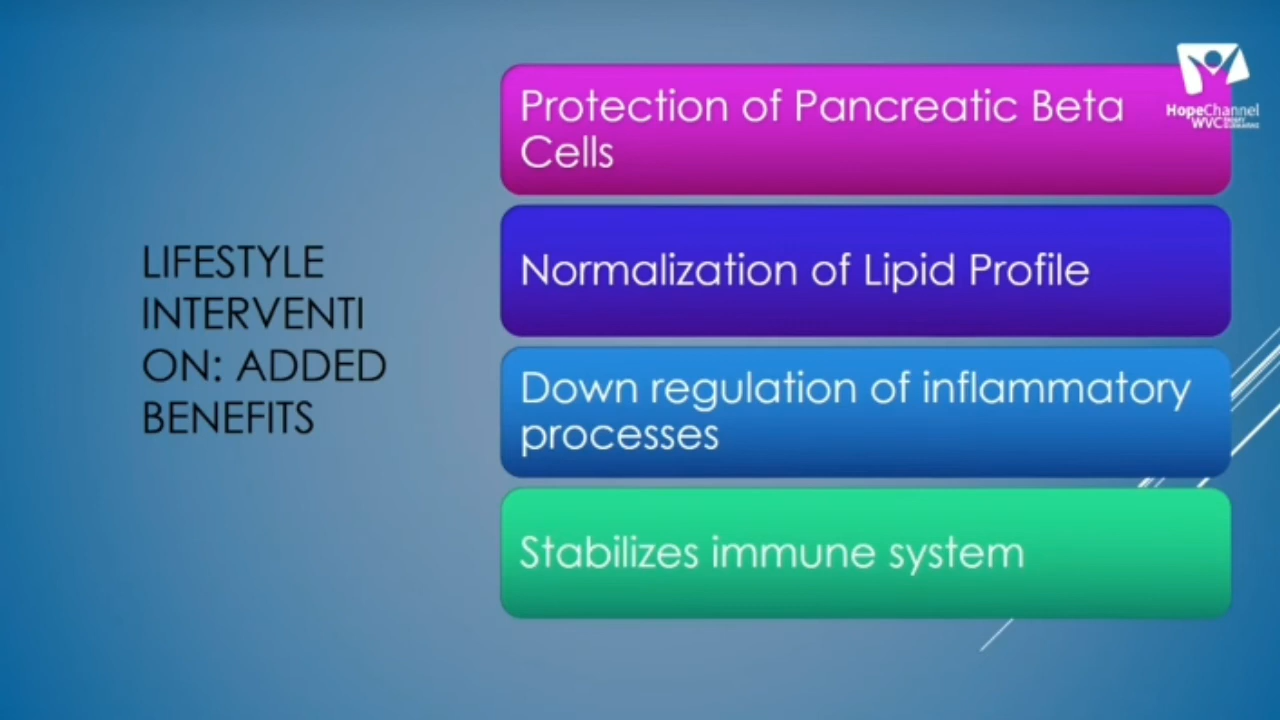 LIFESTYLE
INTERVENTI
ON: ADDED
BENEFITS
Protection of Pancreatic Beta
Cells
Normalization of Lipid Profile
Down regulation of inflammatory
processes
Stabilizes immune system
HopeChannel
WVC